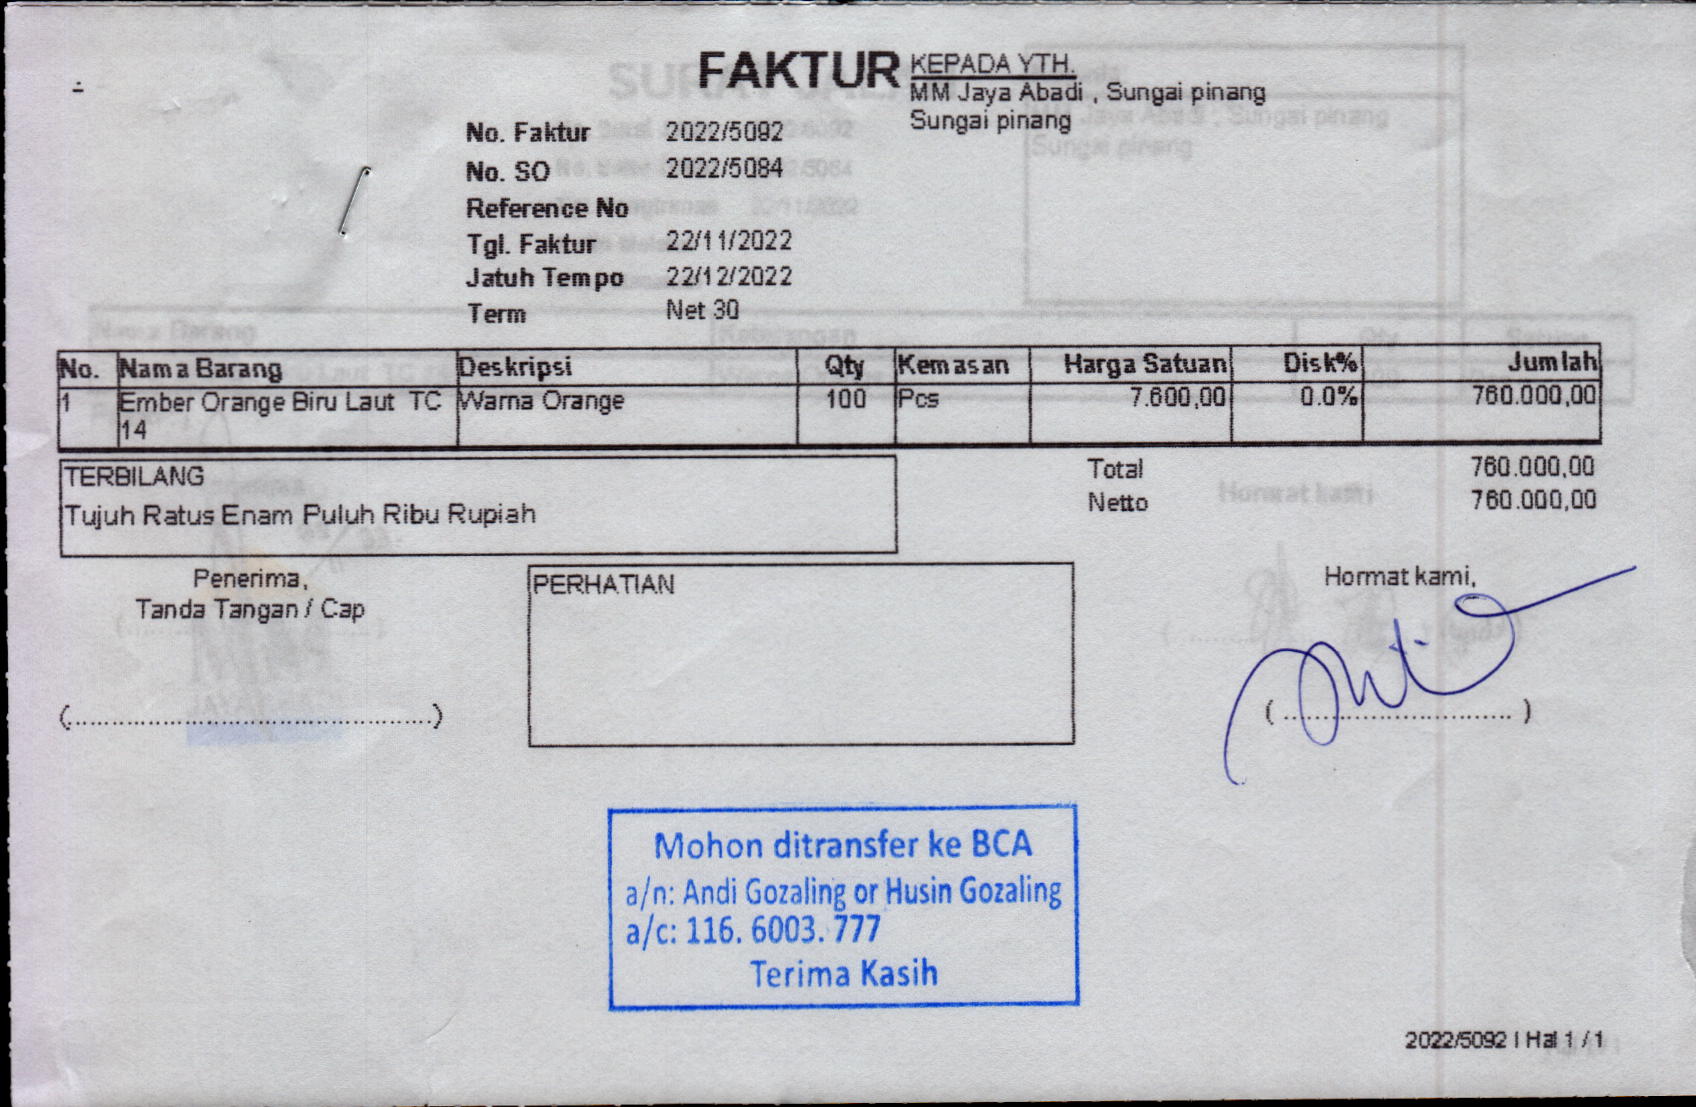 FAKTUR
KEPADA YTH.
MM Jaya Abadi , Sungai pinang
Sungai pinang
No. Faktur 2022/5092
No. SO 2022/5084
Reference No
Tgl. Faktur 22/11/2022
Jatuh Tempo 22/12/2022
Term Net 30
No. Nama Barang Deskripsi Qty Kemasan Harga Satuan Disk% Jumlah
1 Ember Orange Biru Laut TC Warna Orange 100 Pcs 7.600,00 0.0% 760.000,00
14
TERBILANG
Tujuh Ratus Enam Puluh Ribu Rupiah
Total 760.000,00
Netto 760.000,00
Penerima,
Tanda Tangan / Cap
(................................................)
PERHATIAN
Hormat kami,
( .............................. )
Mohon ditransfer ke BCA
a/n: Andi Gozaling or Husin Gozaling
a/c: 116. 6003. 777
Terima Kasih
2022/5092 | Hal 1 / 1